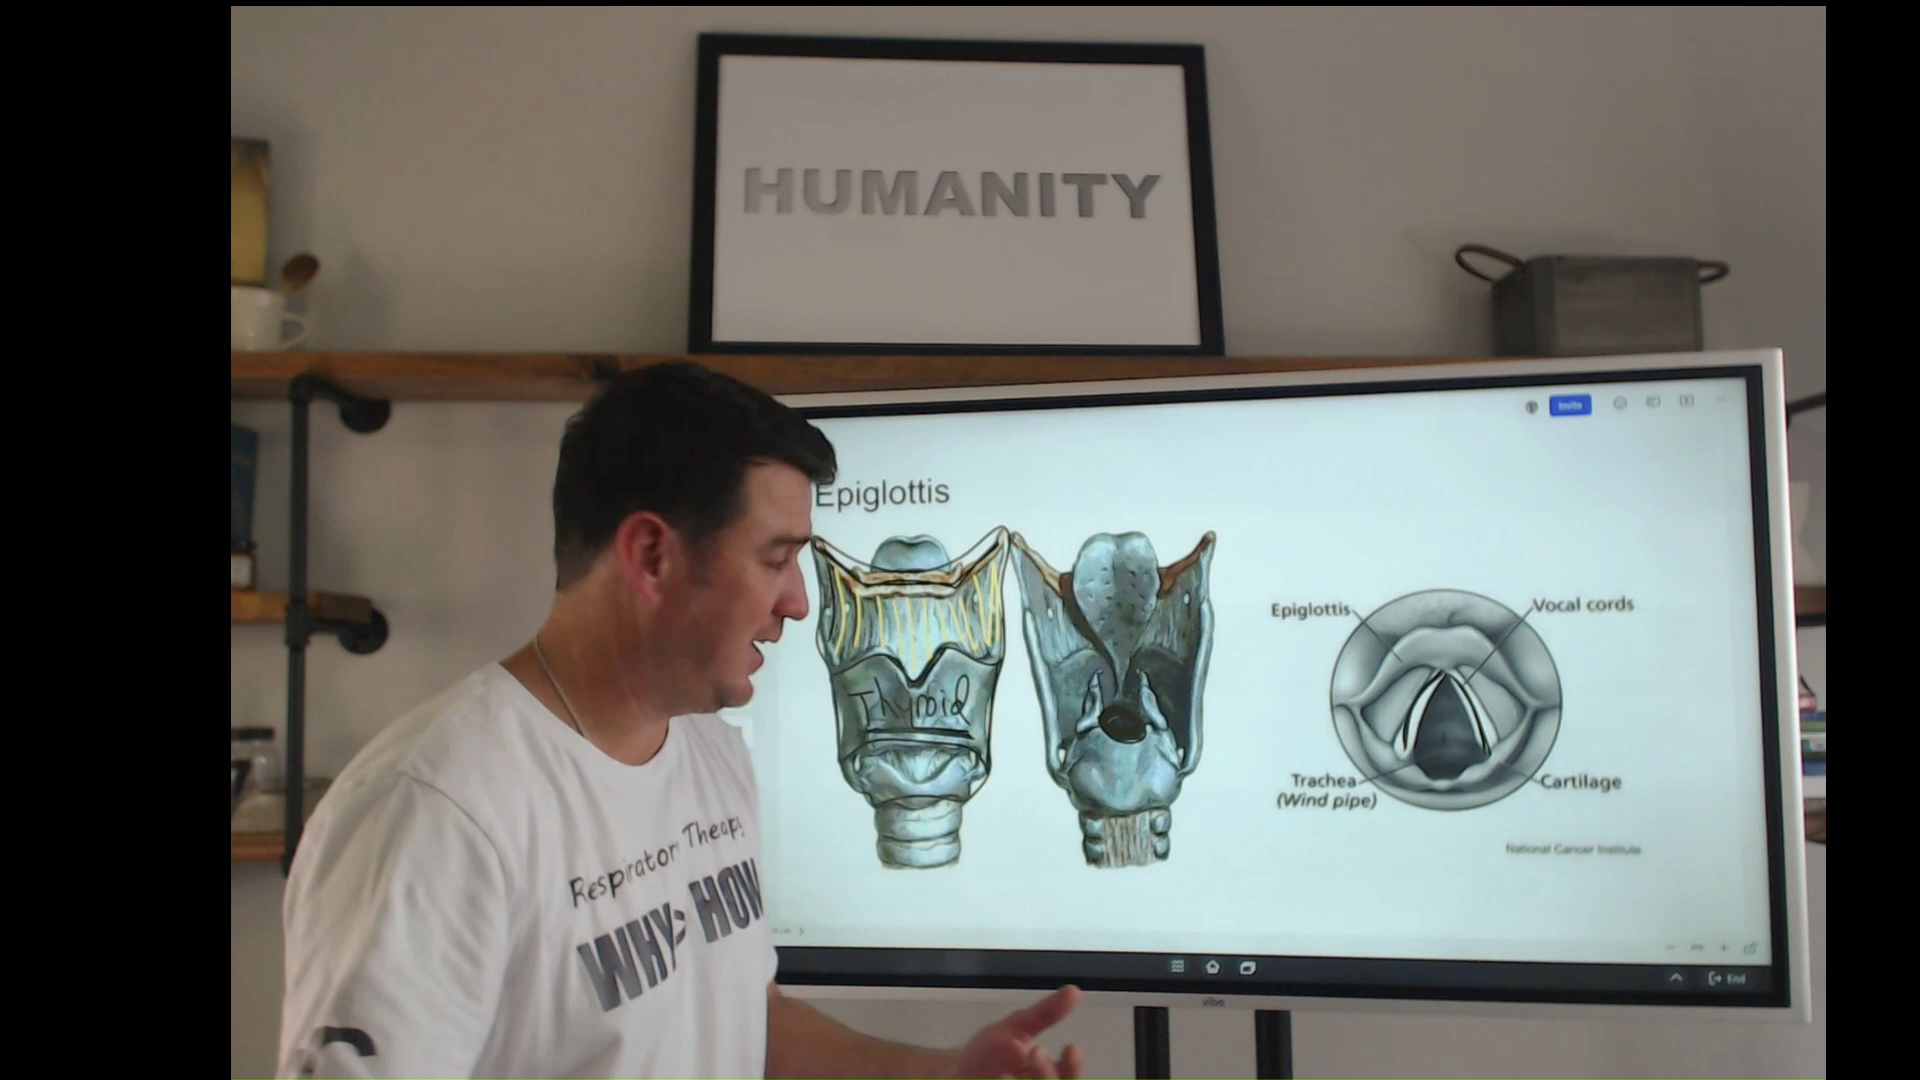 HUMANITY
Invite
Epiglottis
Thyroid
Epiglottis
Vocal cords
Trachea
(Wind pipe)
Cartilage
National Cancer Institute
Respiratory Therapy
WHY & HOW
End
vibe